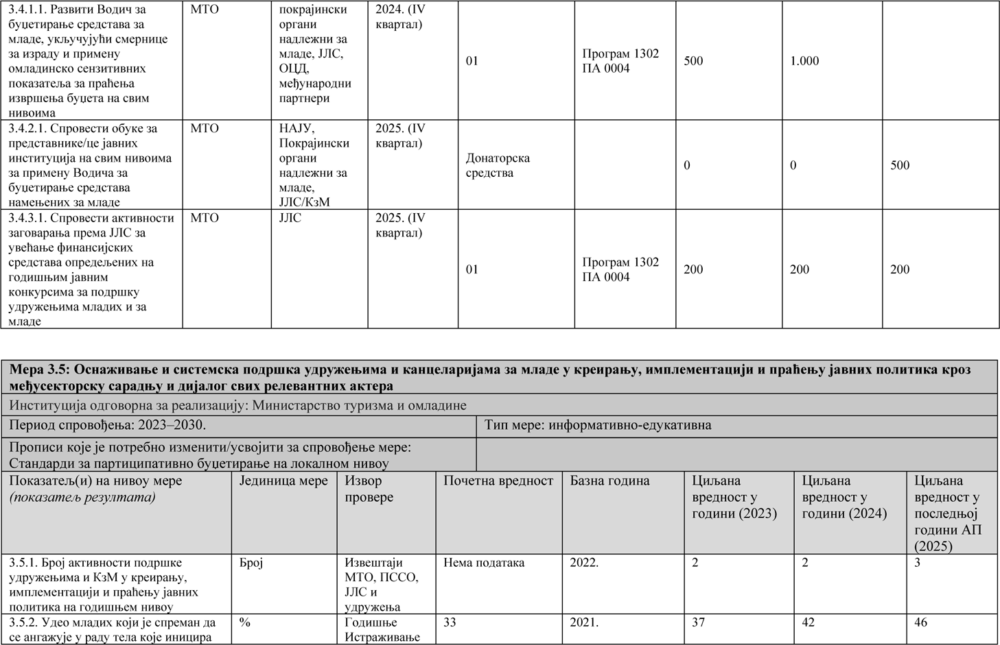 3.4.1.1. Развити Водич за
буџетирање средстава за
младе, укључујући смернице
за израду и примену
омладинско сензитивних
показатеља за праћења
извршења буџета на свим
нивоима
МТО
покрајински
органи
надлежни за
младе, ЈЛС,
ОЦД,
међународни
партнери
2024. (IV
квартал)
01
Програм 1302
ПА 0004
500
1.000
3.4.2.1. Спровести обуке за
представнике/це јавних
институција на свим нивоима
за примену Водича за
буџетирање средстава
намењених за младе
МТО
НАЈУ,
Покрајински
органи
надлежни за
младе,
ЈЛС/КзМ
2025. (IV
квартал)
Донаторска
средства
0
0
500
3.4.3.1. Спровести активности
заговарања према ЈЛС за
увећање финансијских
средстава опредељених на
годишњим јавним
конкурсима за подршку
удружењима младих и за
младе
МТО
ЈЛС
2025. (IV
квартал)
01
Програм 1302
ПА 0004
200
200
200
Мера 3.5: Оснаживање и системска подршка удружењима и канцеларијама за младе у креирању, имплементацији и праћењу јавних политика кроз
међусекторску сарадњу и дијалог свих релевантних актера
Институција одговорна за реализацију: Министарство туризма и омладине
Период спровођења: 2023–2030.
Тип мере: информативно-едукативна
Прописи које је потребно изменити/усвојити за спровођење мере:
Стандарди за партиципативно буџетирање на локалном нивоу
Показатељ(и) на нивоу мере
(показатељ резултата)
Јединица мере
Извор
провере
Почетна вредност
Базна година
Циљана
вредност у
години (2023)
Циљана
вредност у
години (2024)
Циљана
вредност у
последњој
години АП
(2025)
3.5.1. Број активности подршке
удружењима и КзМ у креирању,
имплементацији и праћењу јавних
политика на годишњем нивоу
Број
Извештаји
МТО, ПССО,
ЈЛС и
удружења
Нема података
2022.
2
2
3
3.5.2. Удео младих који је спреман да
се ангажује у раду тела које иницира
%
Годишње
Истраживање
33
2021.
37
42
46